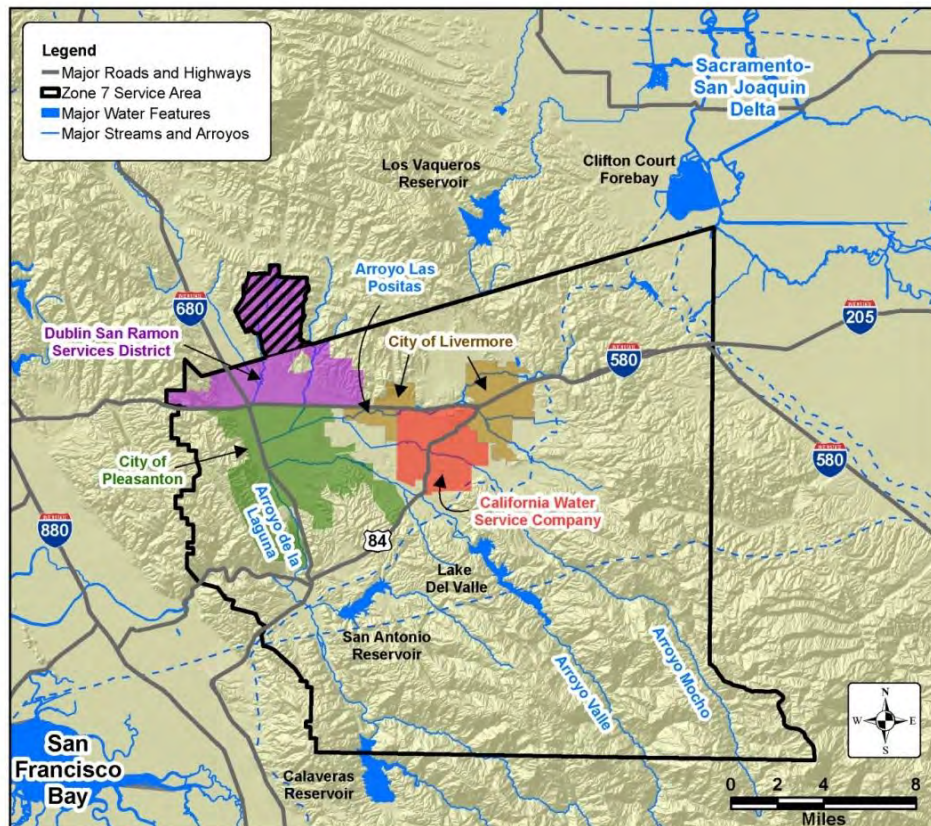 Legend
Major Roads and Highways
Zone 7 Service Area
Major Water Features
Major Streams and Arroyos
Sacramento-
San Joaquin
Delta
Los Vaqueros
Reservoir
Clifton Court
Forebay
Arroyo Las
Positas
680
205
Dublin San Ramon
Services District
City of Livermore
580
City of
Pleasanton
580
Arroyo de la
Laguna
California Water
Service Company
880
84
Lake
Del Valle
San Antonio
Reservoir
Arroyo Valle
Arroyo Mocho
N
W
E
S
San
Francisco
Bay
Calaveras
Reservoir
0 2 4 8
Miles